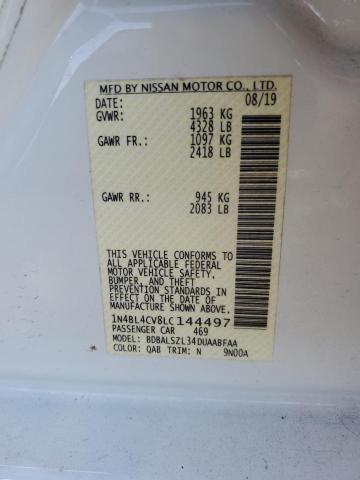 MFD BY NISSAN MOTOR CO., LTD.
DATE: 08/19
GVWR: 1963 KG
4328 LB
GAWR FR.: 1097 KG
2418 LB
GAWR RR.: 945 KG
2083 LB
THIS VEHICLE CONFORMS TO
ALL APPLICABLE FEDERAL
MOTOR VEHICLE SAFETY,
BUMPER, AND THEFT
PREVENTION STANDARDS IN
EFFECT ON THE DATE OF
MANUFACTURE SHOWN ABOVE.
1N4BL4CV8LC144497
PASSENGER CAR 469
MODEL: BDBALSZL34DUAABFAA
COLOR: QAB TRIM: N 9N00A